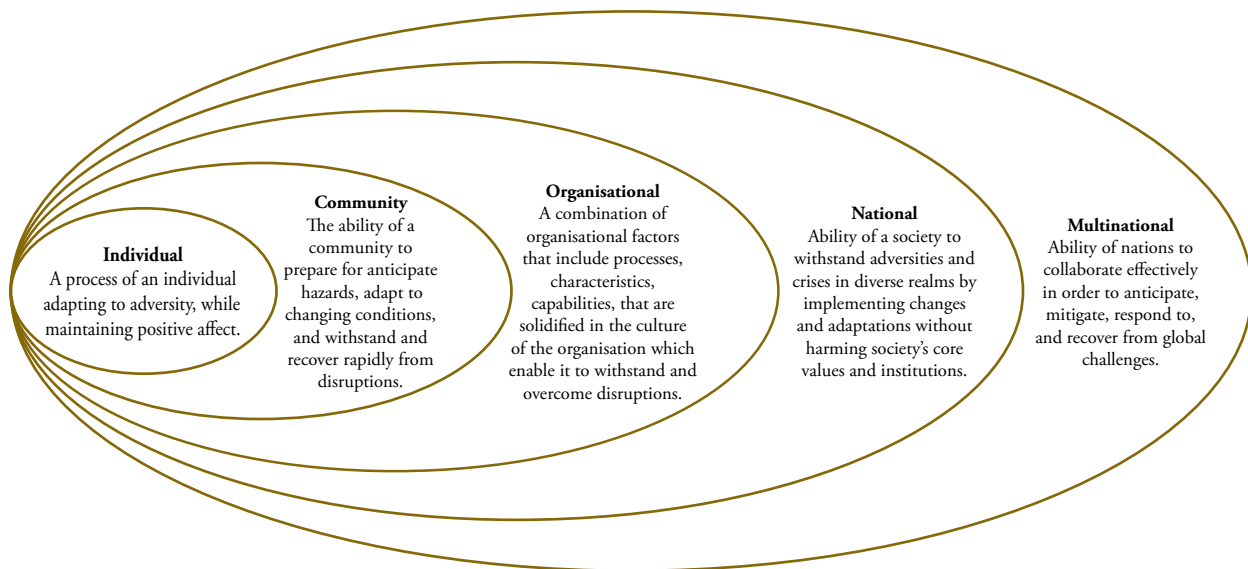 Individual
A process of an individual
adapting to adversity, while
maintaining positive affect.
Community
The ability of a
community to
prepare for anticipate
hazards, adapt to
changing conditions,
and withstand and
recover rapidly from
disruptions.
Organisational
A combination of
organisational factors
that include processes,
characteristics,
capabilities, that are
solidified in the culture
of the organisation which
enable it to withstand and
overcome disruptions.
National
Ability of a society to
withstand adversities and
crises in diverse realms by
implementing changes
and adaptations without
harming society’s core
values and institutions.
Multinational
Ability of nations to
collaborate effectively
in order to anticipate,
mitigate, respond to,
and recover from global
challenges.